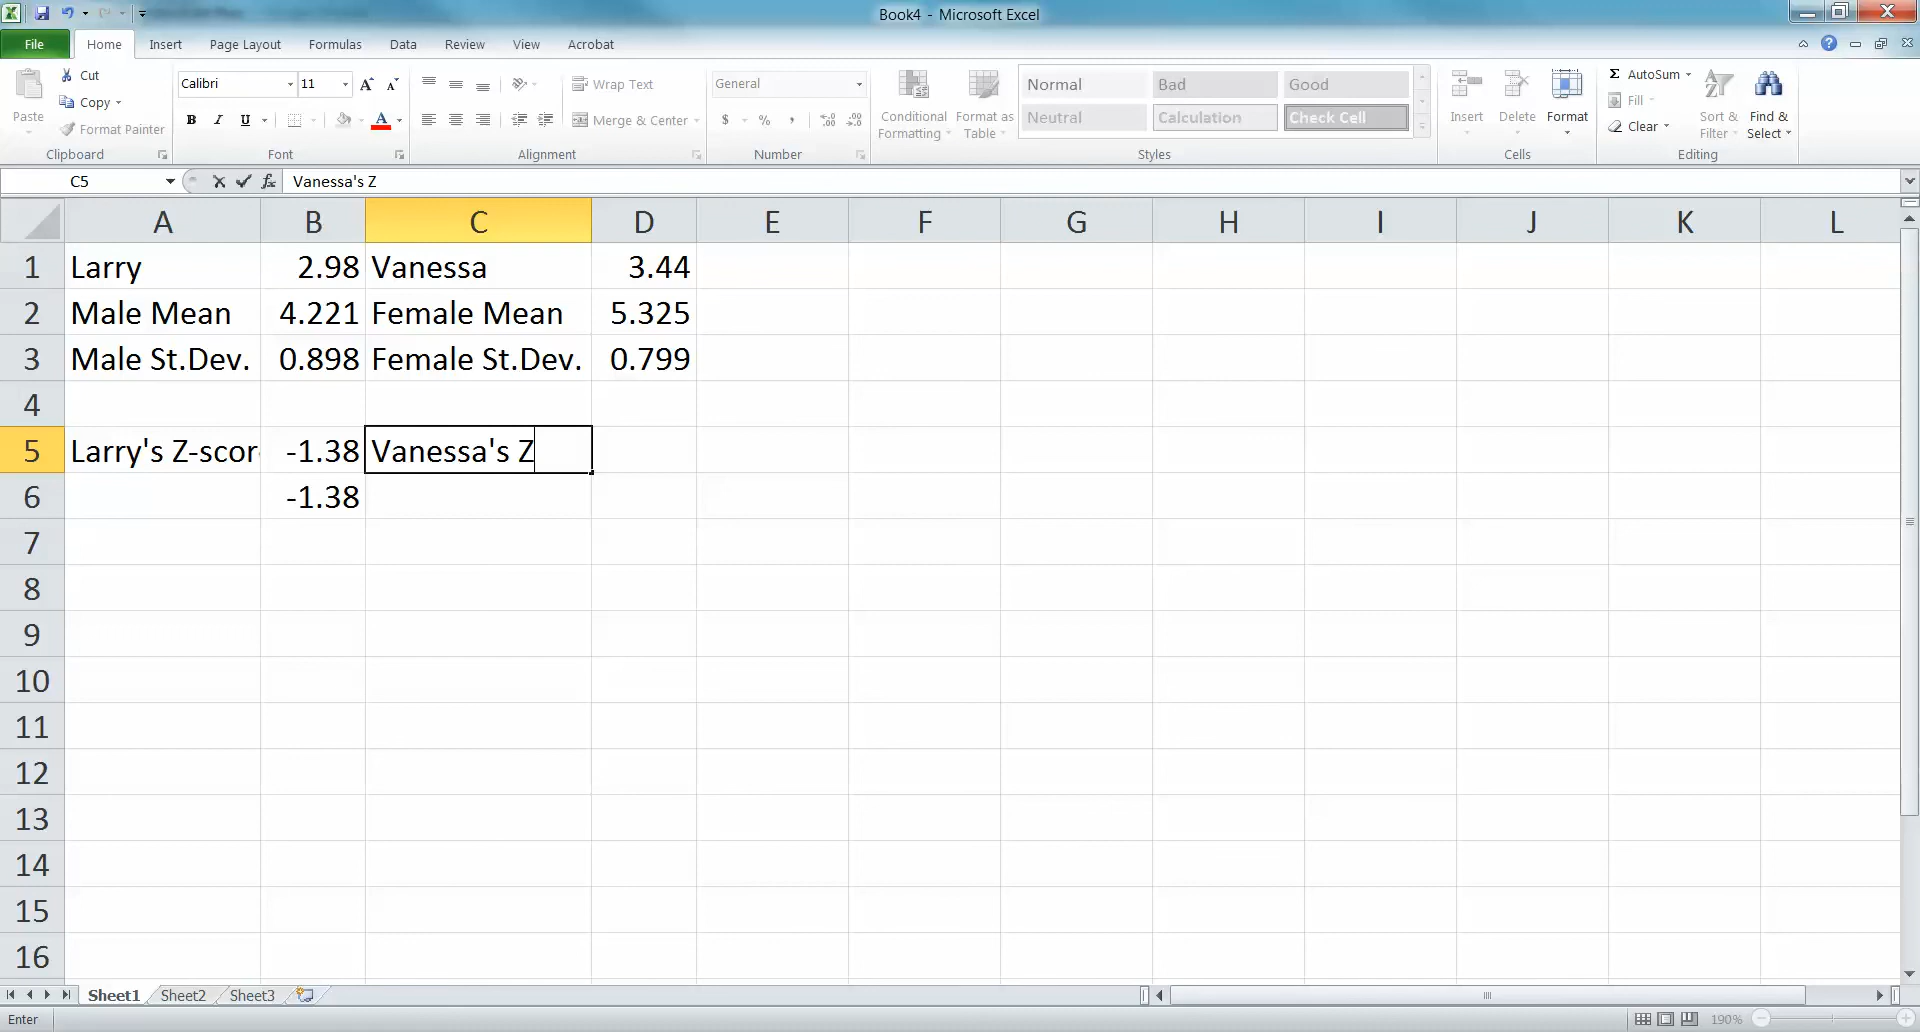 Book4 - Microsoft Excel
File Home Insert Page Layout Formulas Data Review View Acrobat
Paste
Cut
Copy
Format Painter
Clipboard
Calibri 11 A A
B I U A
Font
Wrap Text
Merge & Center
Alignment
General
$ % , .0 .00 .00 .0
Number
Conditional Formatting
Format as Table
Normal Bad Good
Neutral Calculation Check Cell
Styles
Insert Delete Format
Cells
Σ AutoSum
Fill
Clear
Sort & Filter
Find & Select
Editing
C5 fx Vanessa's Z
A B C D E F G H I J K L
1 Larry 2.98 Vanessa 3.44
2 Male Mean 4.221 Female Mean 5.325
3 Male St.Dev. 0.898 Female St.Dev. 0.799
4
5 Larry's Z-scor -1.38 Vanessa's Z
6 -1.38
7
8
9
10
11
12
13
14
15
16
Sheet1 Sheet2 Sheet3
Enter 190%